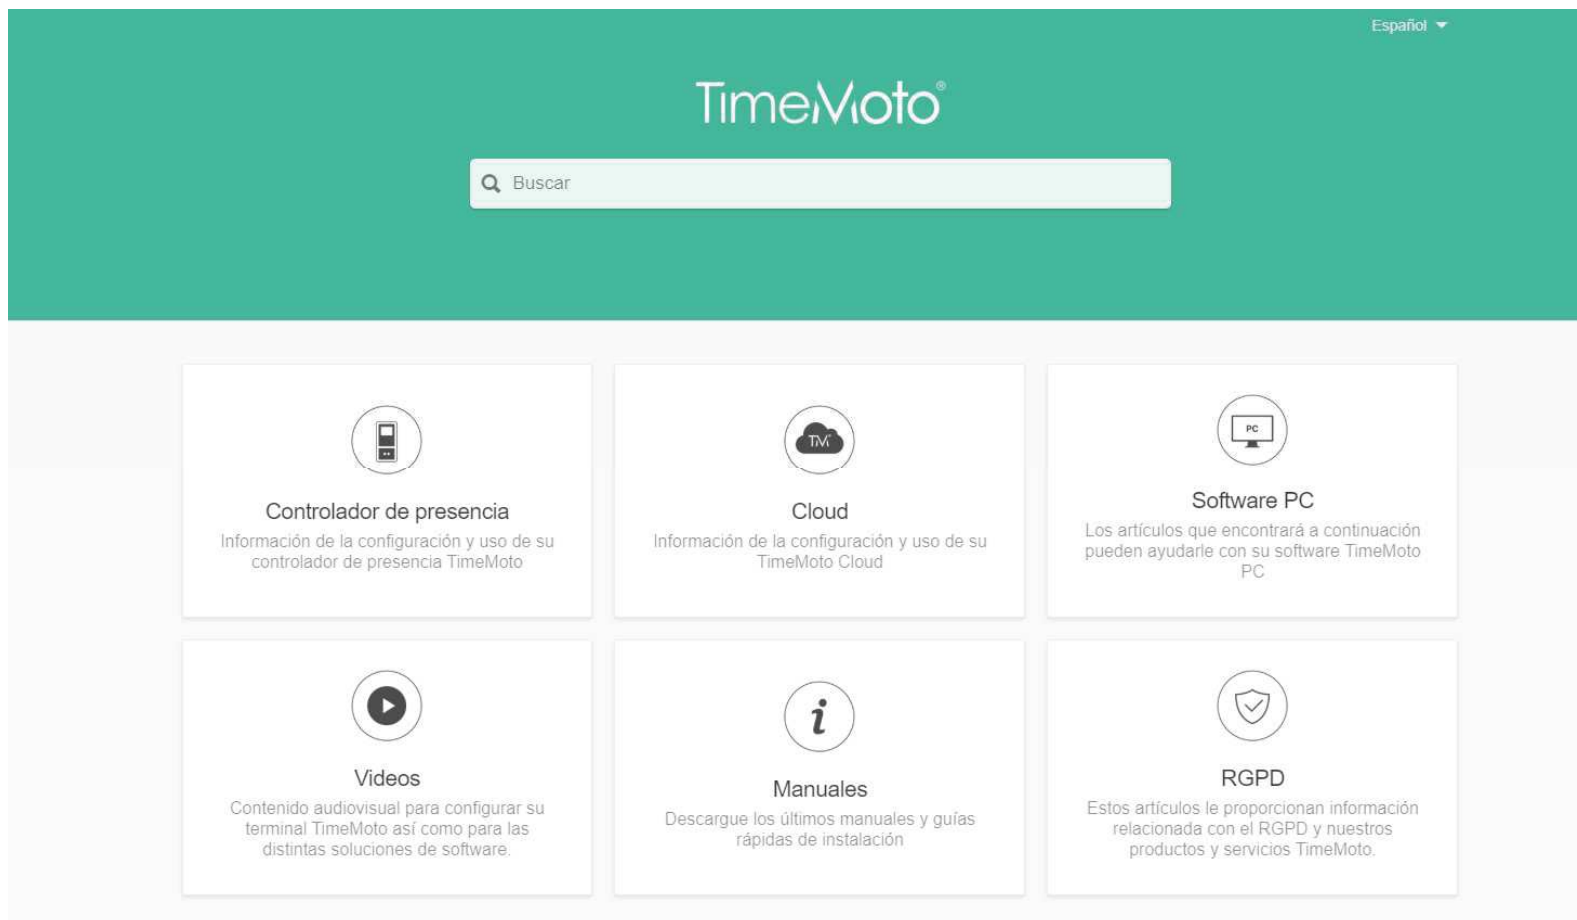 Español
TimeMoto®
Buscar
PC
TM
Controlador de presencia
Información de la configuración y uso de su
controlador de presencia TimeMoto
Cloud
Información de la configuración y uso de su
TimeMoto Cloud
Software PC
Los artículos que encontrará a continuación
pueden ayudarle con su software TimeMoto
PC
Videos
Contenido audiovisual para configurar su
terminal TimeMoto así como para las
distintas soluciones de software.
i
Manuales
Descargue los últimos manuales y guías
rápidas de instalación
RGPD
Estos artículos le proporcionan información
relacionada con el RGPD y nuestros
productos y servicios TimeMoto.